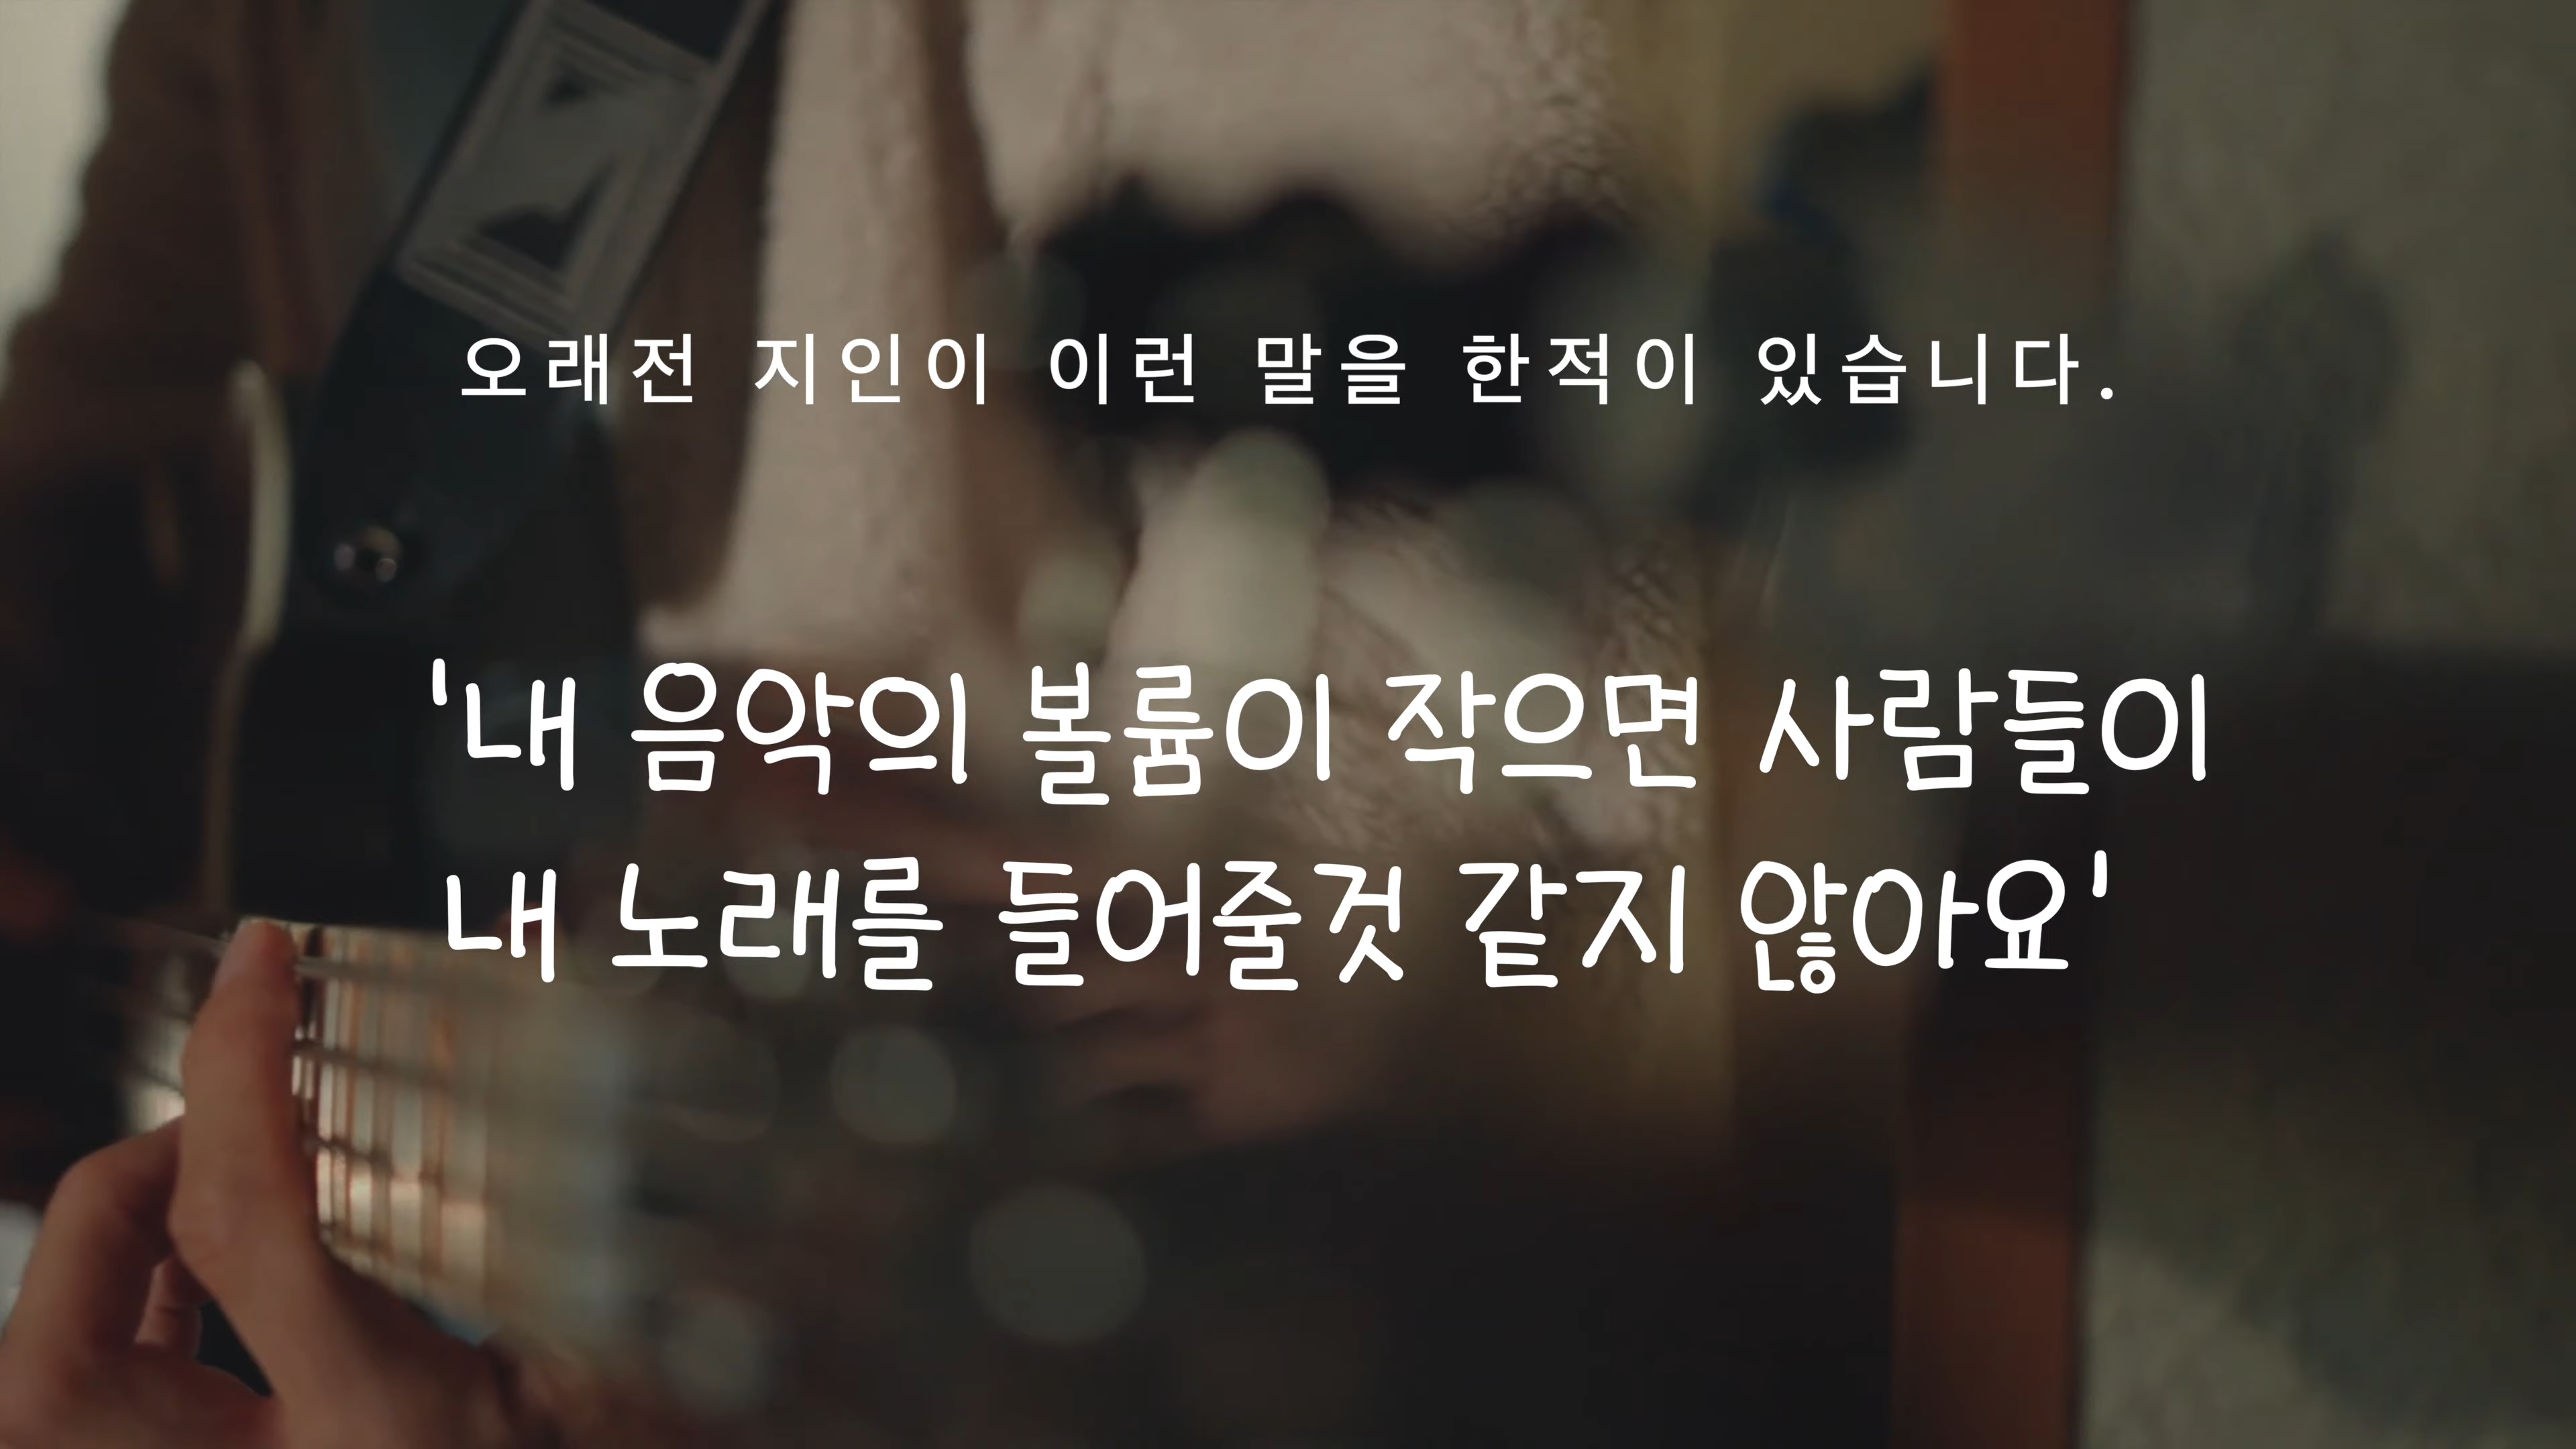 오래전 지인이 이런 말을 한적이 있습니다.
'내 음악의 볼륨이 작으면 사람들이
내 노래를 들어줄것 같지 않아요'